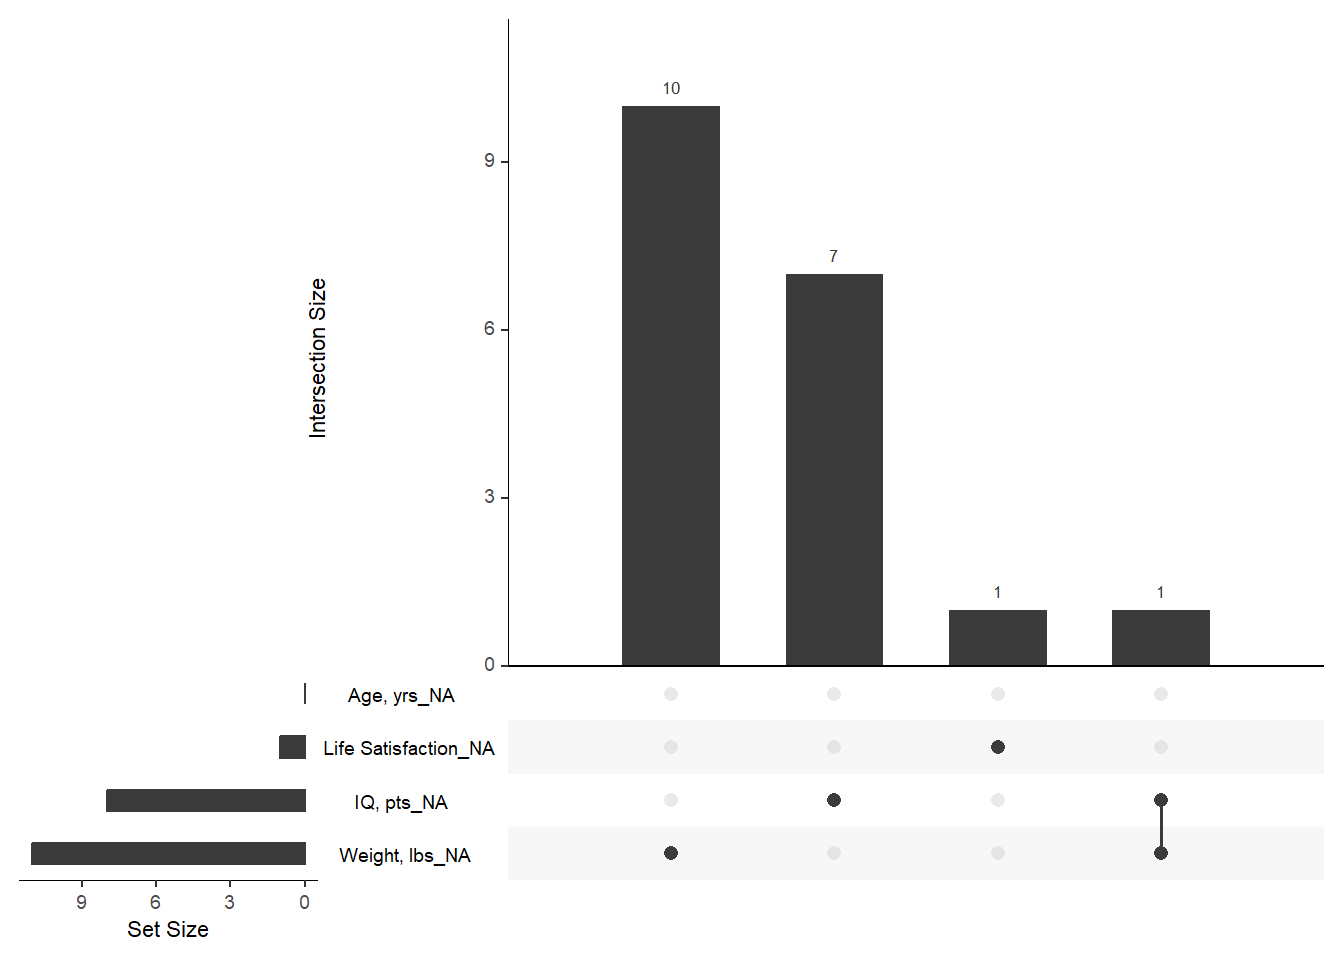 10
9
7
6
Intersection Size
3
1
1
0
Age, yrs_NA
Life Satisfaction_NA
IQ, pts_NA
Weight, lbs_NA
9 6 3 0
Set Size